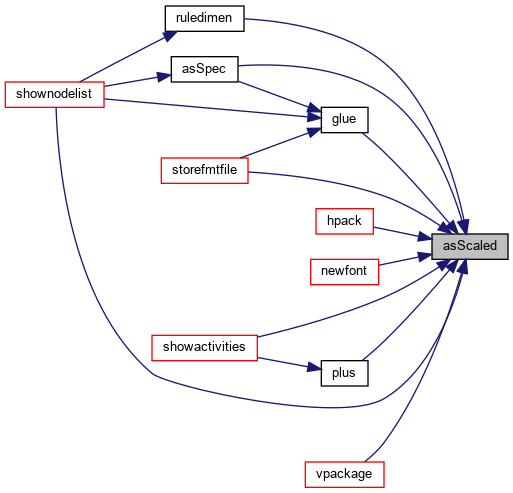 ruledimen
asSpec
shownodelist
glue
storefmtfile
hpack
asScaled
newfont
showactivities
plus
vpackage